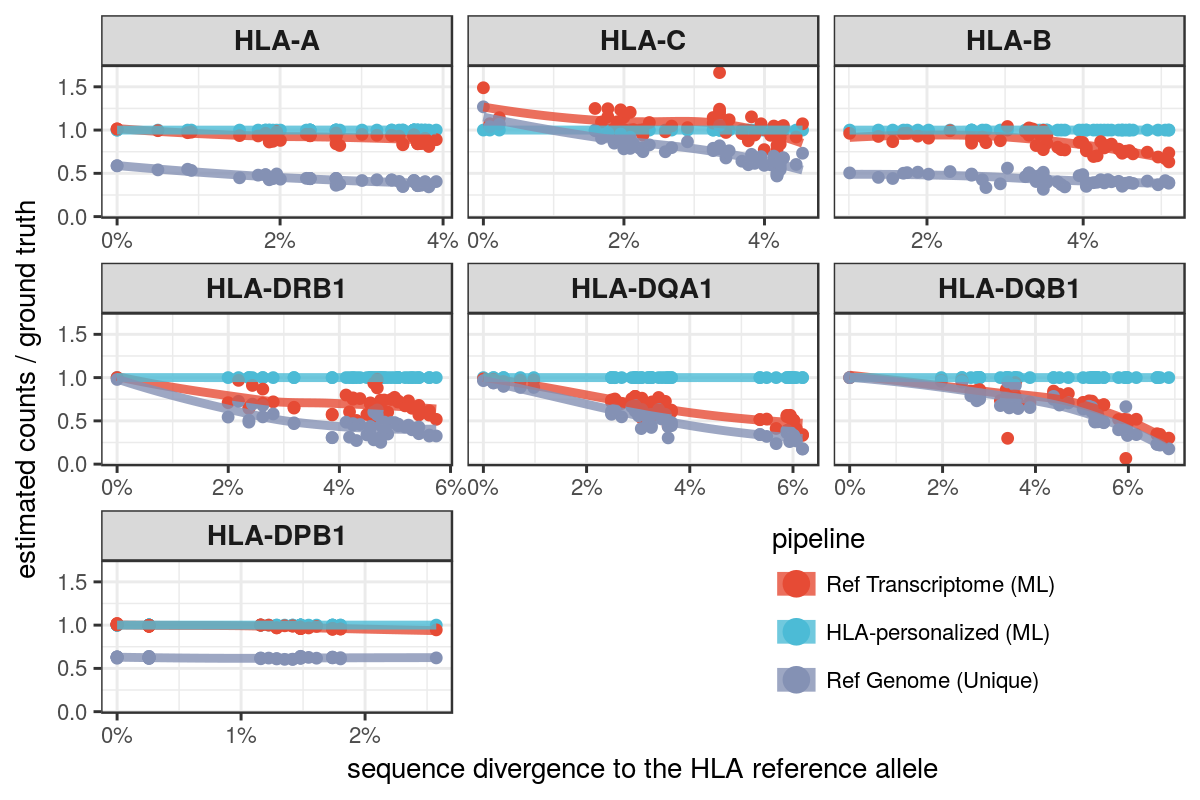 HLA-A HLA-C HLA-B
1.5
1.0
0.5
0.0
0% 2% 4% 0% 2% 4% 2% 4%
HLA-DRB1 HLA-DQA1 HLA-DQB1
1.5
1.0
0.5
0.0
0% 2% 4% 6% 0% 2% 4% 6% 0% 2% 4% 6%
HLA-DPB1
1.5
1.0
0.5
0.0
0% 1% 2%
estimated counts / ground truth
sequence divergence to the HLA reference allele
pipeline
Ref Transcriptome (ML)
HLA-personalized (ML)
Ref Genome (Unique)